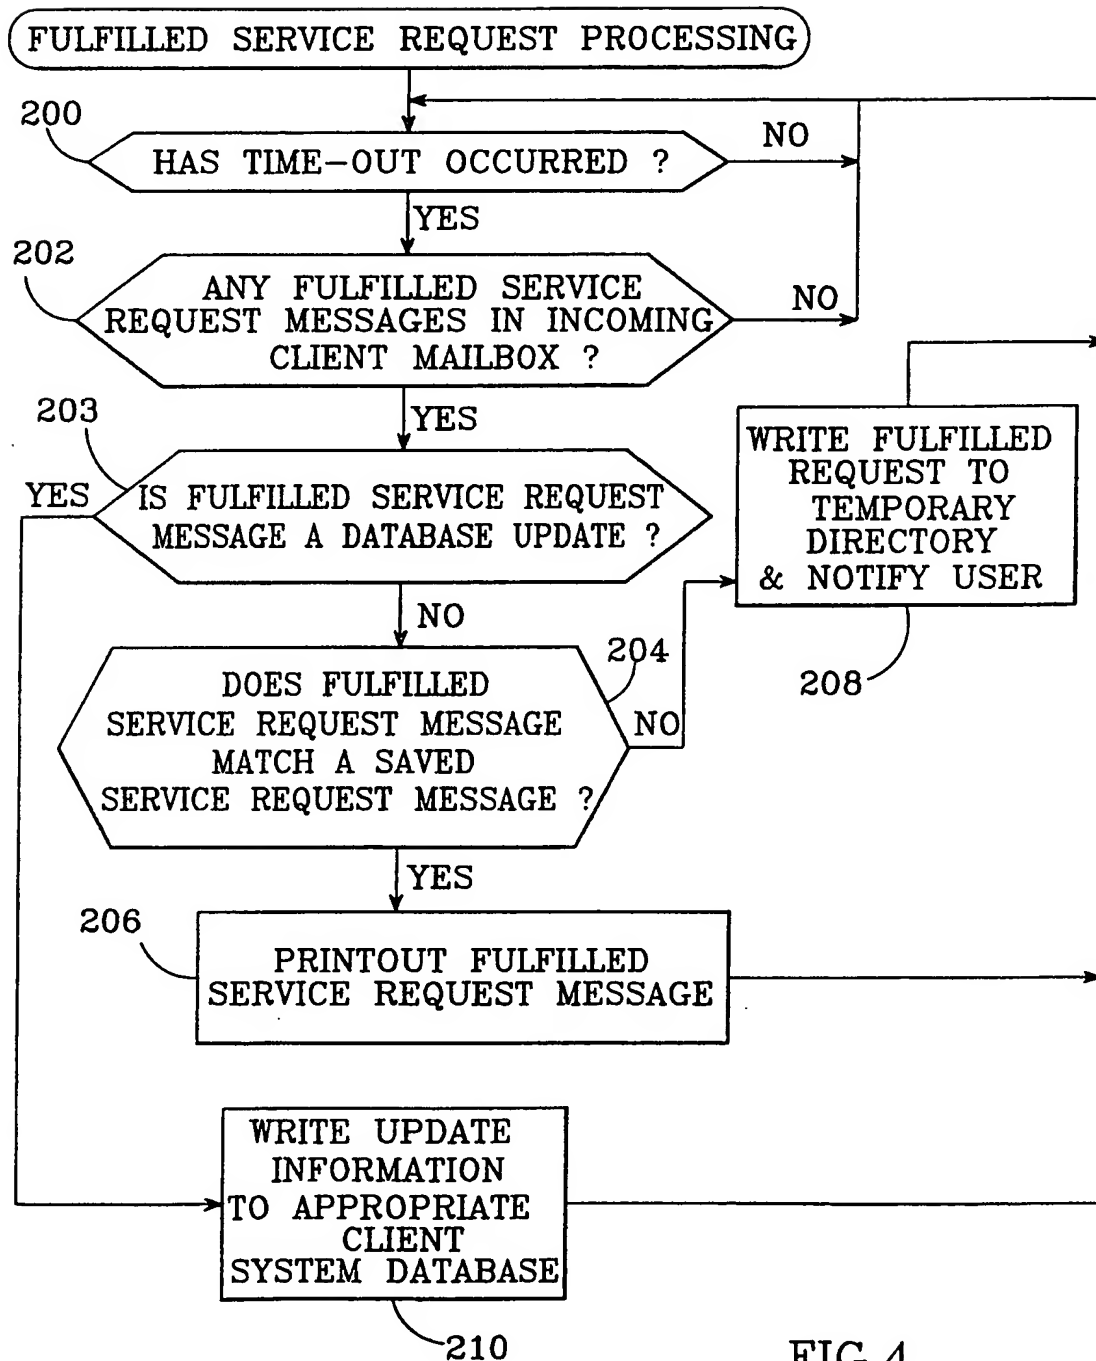 FULFILLED SERVICE REQUEST PROCESSING
200
HAS TIME-OUT OCCURRED ?
NO
YES
202
ANY FULFILLED SERVICE
REQUEST MESSAGES IN INCOMING
CLIENT MAILBOX ?
NO
YES
203
YES
IS FULFILLED SERVICE REQUEST
MESSAGE A DATABASE UPDATE ?
NO
WRITE FULFILLED
REQUEST TO
TEMPORARY
DIRECTORY
& NOTIFY USER
208
204
DOES FULFILLED
SERVICE REQUEST MESSAGE
MATCH A SAVED
SERVICE REQUEST MESSAGE ?
NO
YES
206
PRINTOUT FULFILLED
SERVICE REQUEST MESSAGE
WRITE UPDATE
INFORMATION
TO APPROPRIATE
CLIENT
SYSTEM DATABASE
210
FIG.4